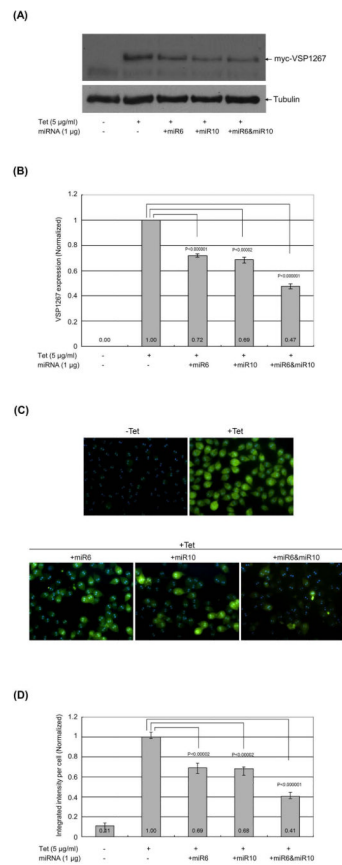 (A)
myc-VSP1267
Tubulin
Tet (5 µg/ml) - + + + +
miRNA (1 µg) - - +miR6 +miR10 +miR6&miR10
(B)
VSP1267 expression (Normalized)
1.2
1
0.8
0.6
0.4
0.2
0
P<0.000001
P<0.00002
P<0.000001
0.00 1.00 0.72 0.69 0.47
Tet (5 µg/ml) - + + + +
miRNA (1 µg) - - +miR6 +miR10 +miR6&miR10
(C)
-Tet +Tet
+Tet
+miR6 +miR10 +miR6&miR10
(D)
Integrated intensity per cell (Normalized)
1.2
1
0.8
0.6
0.4
0.2
0
P<0.00002 P<0.00002
P<0.000001
1.00 0.69 0.68 0.41
Tet (5 µg/ml) - + + + +
miRNA (1 µg) - - +miR6 +miR10 +miR6&miR10